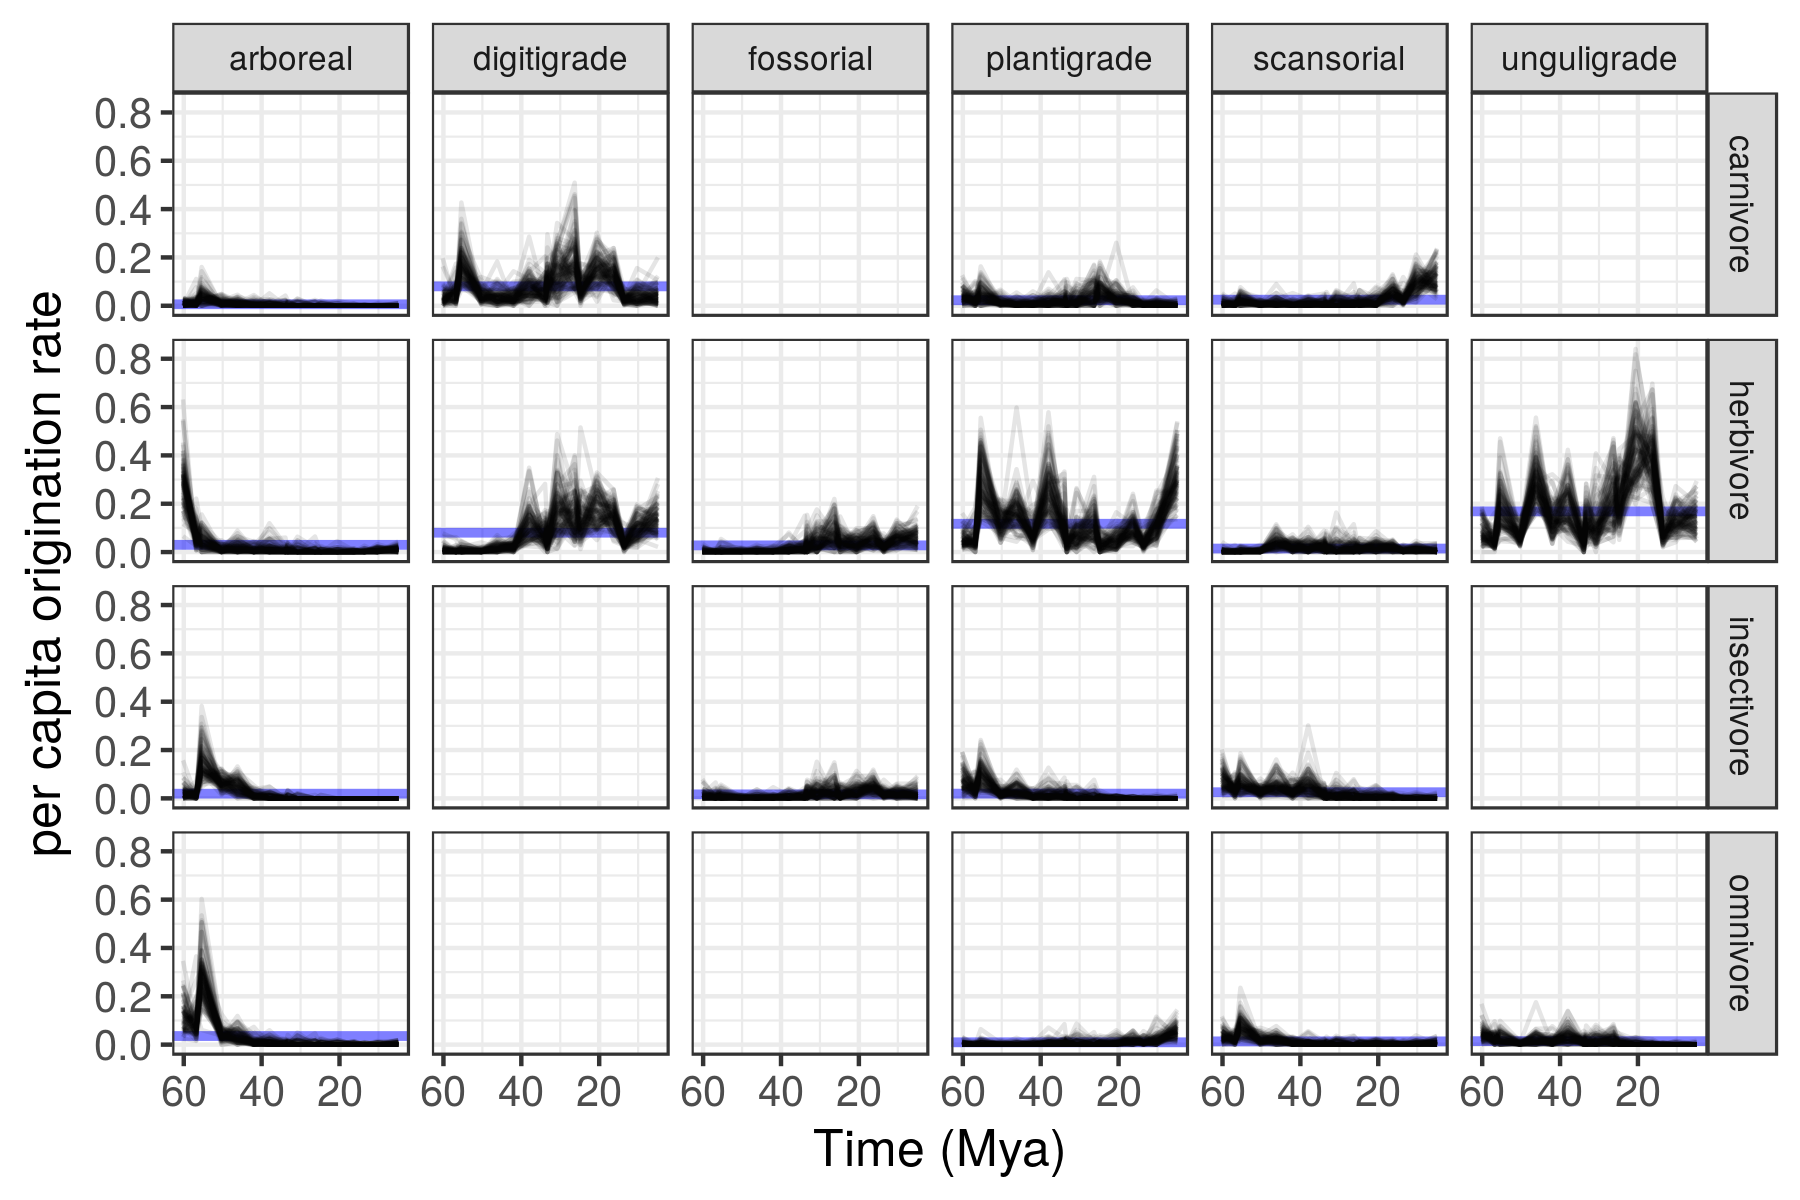 arboreal digitigrade fossorial plantigrade scansorial unguligrade
per capita origination rate
0.8
0.6
0.4
0.2
0.0
carnivore
0.8
0.6
0.4
0.2
0.0
herbivore
0.8
0.6
0.4
0.2
0.0
insectivore
0.8
0.6
0.4
0.2
0.0
omnivore
60 40 20 60 40 20 60 40 20 60 40 20 60 40 20 60 40 20
Time (Mya)